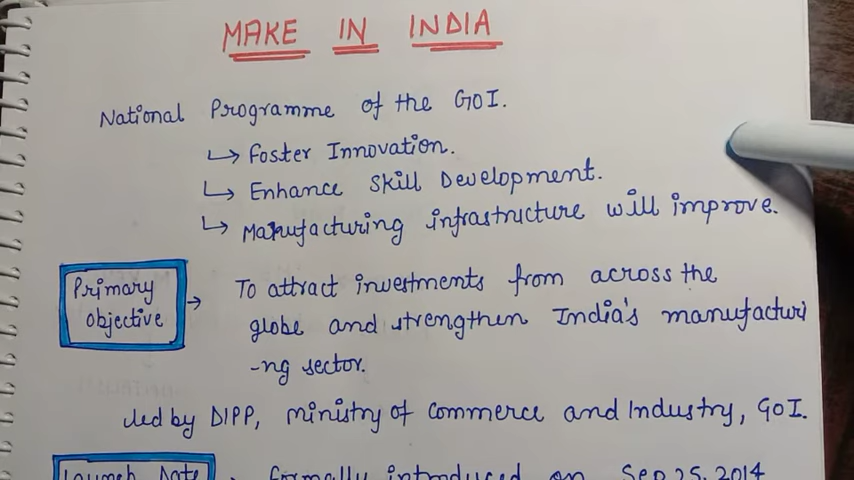 MAKE IN INDIA
National Programme of the GOI.
↳ Foster Innovation.
↳ Enhance Skill Development.
↳ Manufacturing infrastructure will improve.
Primary
Objective
→ To attract investments from across the
globe and strengthen India's manufacturi
-ng sector.
Led by DIPP, ministry of commerce and Industry, GOI.
Launch Date - formally introduced on Sep 25, 2014